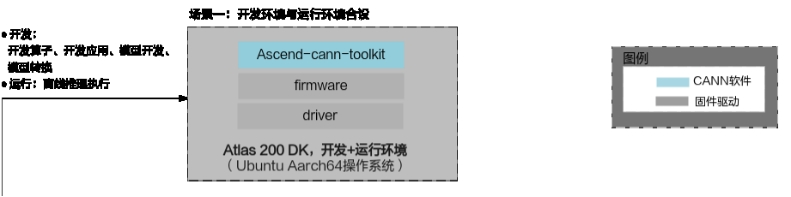 场景一：开发环境与运行环境合设
● 开发：
开发算子、开发应用、模型开发、
模型转换
● 运行：离线推理执行
Ascend-cann-toolkit
firmware
driver
Atlas 200 DK，开发+运行环境
（Ubuntu Aarch64操作系统）
图例
CANN软件
固件驱动